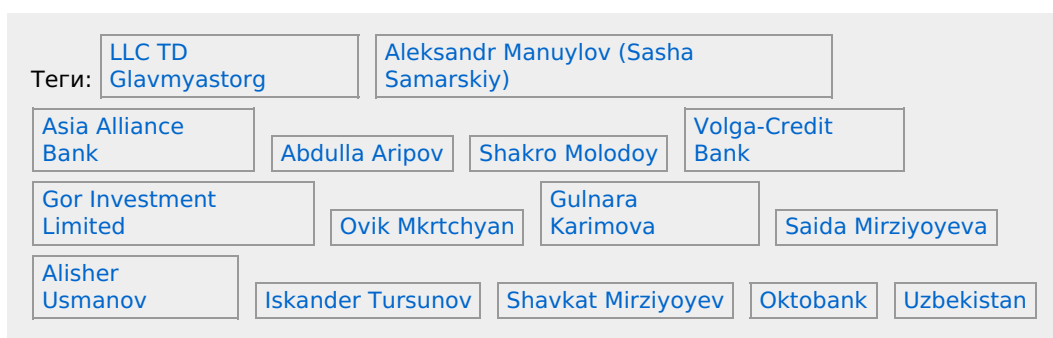 Теги: LLC TD Glavmyastorg Aleksandr Manuylov (Sasha Samarskiy)
Asia Alliance Bank Abdulla Aripov Shakro Molodoy Volga-Credit Bank
Gor Investment Limited Ovik Mkrtchyan Gulnara Karimova Saida Mirziyoyeva
Alisher Usmanov Iskander Tursunov Shavkat Mirziyoyev Oktobank Uzbekistan